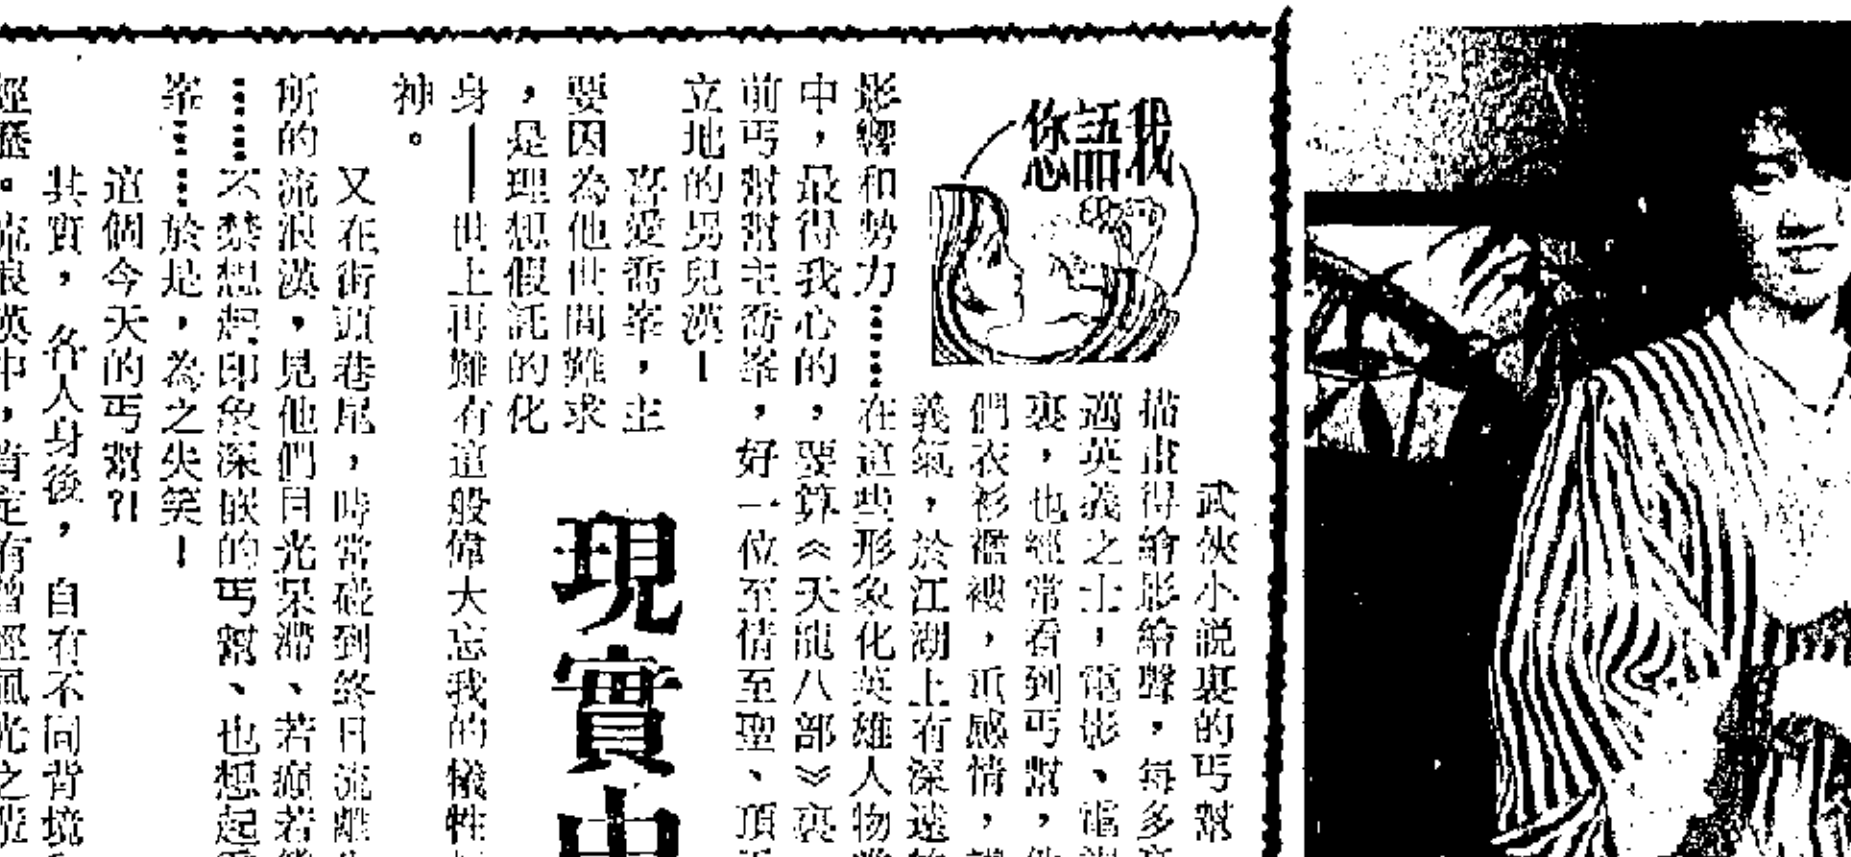 我語您
武俠小說裏的丐幫
描畫得繪影繪聲，每多
適英義之士，電影、電
裏，也經常看到丐幫，
們衣衫襤褸，重感情，
義氣，於江湖上有深遠
影響和勢力……在這些形象化英雄人物
中，最得我心的，要算《天龍八部》裏
前丐幫幫主喬峯，好一位至情至聖、頂
立地的男兒漢！
喜愛喬峯，主
要因為他世間難求
，是理想假託的化
現實
身——世上再難有這般偉大忘我的犧牲
神。
又在街頭巷尾，時常碰到終日流離
所的流浪漢，見他們目光呆滯、若癲若
……不禁想起印象深嵌的丐幫、也想起
峯……於是，為之失笑！
這個今天的丐幫?!
其實，各人身後，自有不同背境
經歷。流浪漢中，肯定有曾經風光之